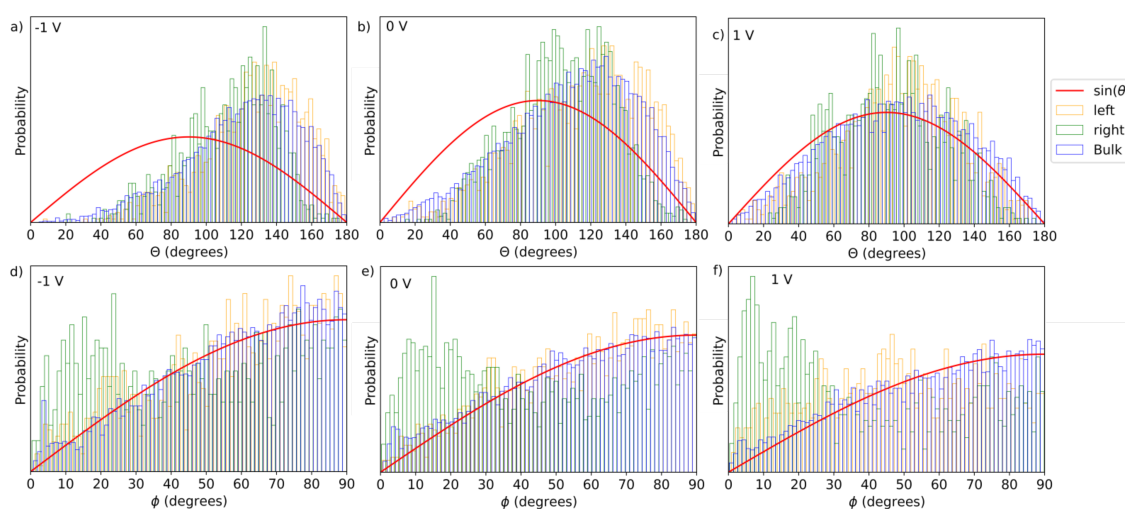 a) -1 V
Probability
0 20 40 60 80 100 120 140 160 180
Θ (degrees)
b) 0 V
Probability
0 20 40 60 80 100 120 140 160 180
Θ (degrees)
c) 1 V
Probability
0 20 40 60 80 100 120 140 160 180
Θ (degrees)
sin(θ
left
right
Bulk
d) -1 V
Probability
0 10 20 30 40 50 60 70 80 90
ϕ (degrees)
e) 0 V
Probability
0 10 20 30 40 50 60 70 80 90
ϕ (degrees)
f) 1 V
Probability
0 10 20 30 40 50 60 70 80 90
ϕ (degrees)